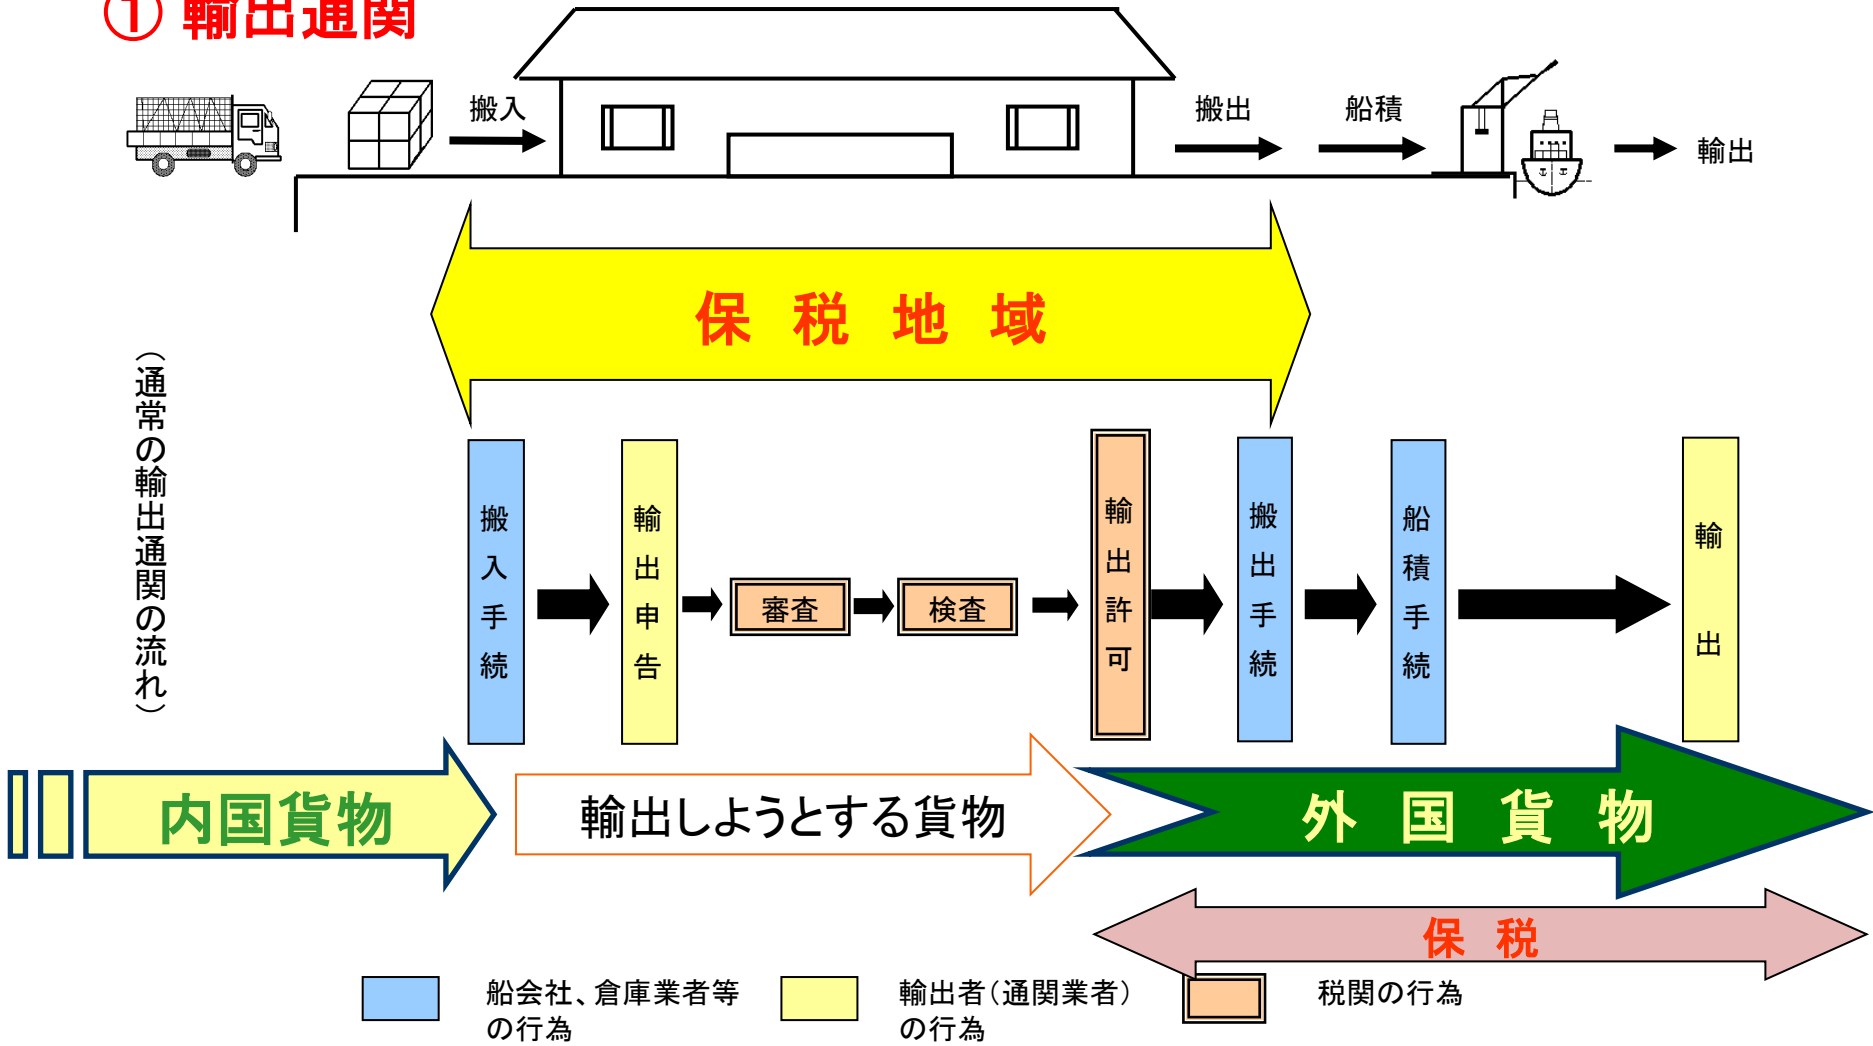 ① 輸出通関
搬入
搬出
船積
輸出
保 税 地 域
（通常の輸出通関の流れ）
搬入手続
輸出申告
審査
検査
輸出許可
搬出手続
船積手続
輸出
内国貨物
輸出しようとする貨物
外 国 貨 物
保 税
船会社、倉庫業者等
の行為
輸出者（通関業者）
の行為
税関の行為